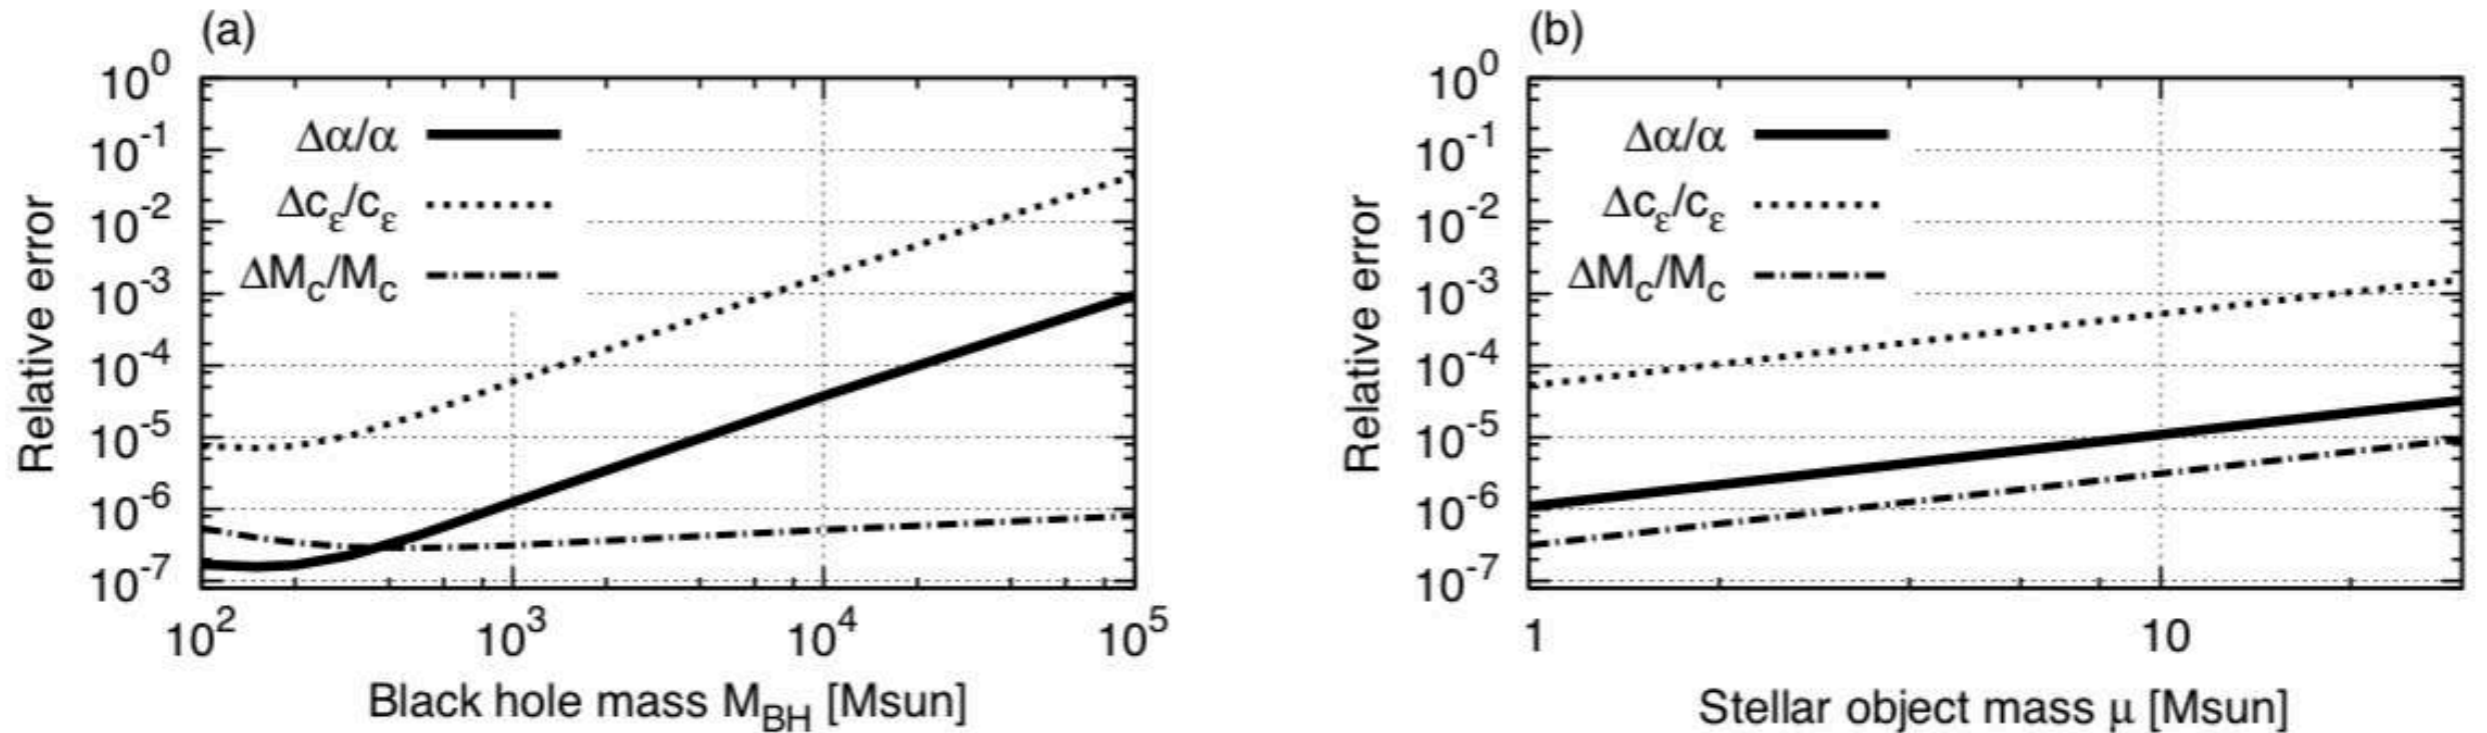 (a)
Relative error
10^0
10^-1
10^-2
10^-3
10^-4
10^-5
10^-6
10^-7
Δα/α
Δc_ε/c_ε
ΔM_c/M_c
10^2 10^3 10^4 10^5
Black hole mass M_BH [Msun]
(b)
Relative error
10^0
10^-1
10^-2
10^-3
10^-4
10^-5
10^-6
10^-7
Δα/α
Δc_ε/c_ε
ΔM_c/M_c
1 10
Stellar object mass μ [Msun]